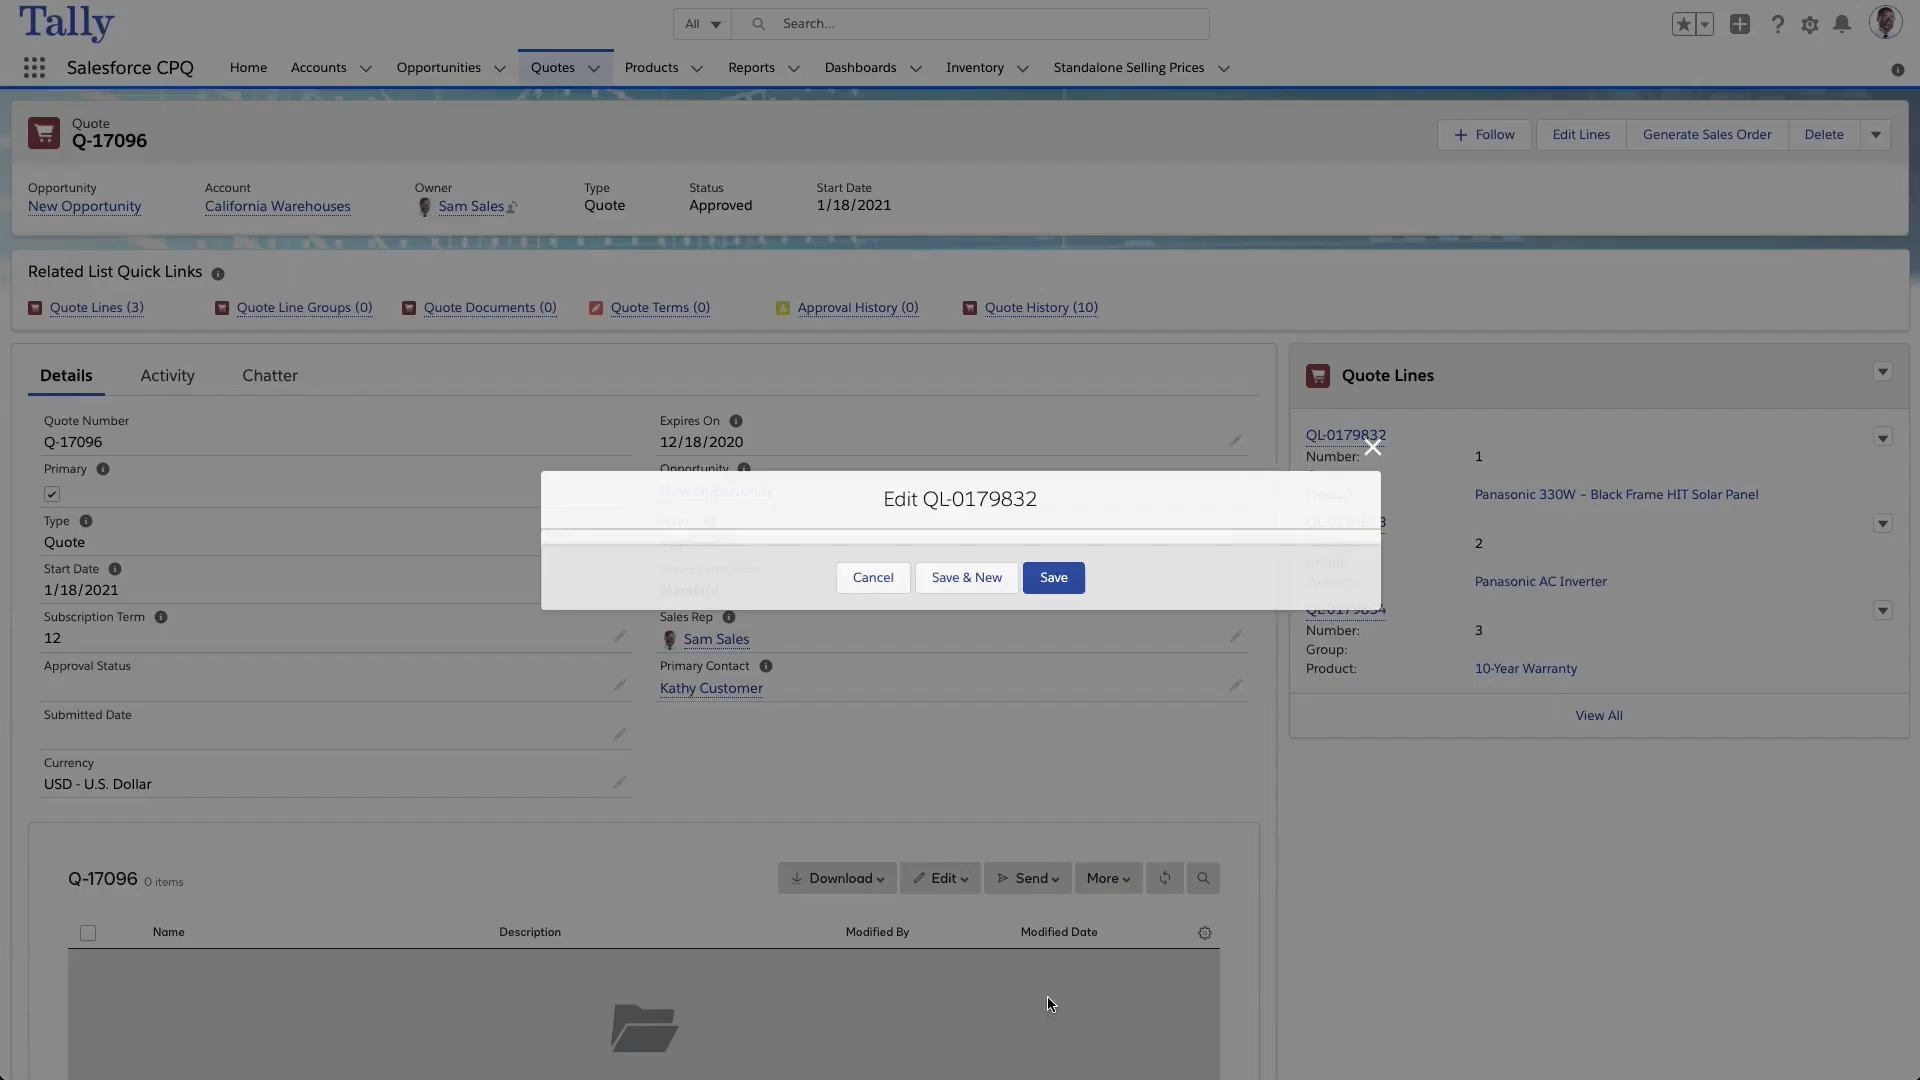 Tally
All
Search...
Salesforce CPQ
Home
Accounts
Opportunities
Quotes
Products
Reports
Dashboards
Inventory
Standalone Selling Prices
Quote
Q-17096
+ Follow
Edit Lines
Generate Sales Order
Delete
Opportunity
Account
Owner
Type
Status
Start Date
New Opportunity
California Warehouses
Sam Sales
Quote
Approved
1/18/2021
Related List Quick Links
Quote Lines (3)
Quote Line Groups (0)
Quote Documents (0)
Quote Terms (0)
Approval History (0)
Quote History (10)
Details
Activity
Chatter
Quote Number
Q-17096
Primary
Type
Quote
Start Date
1/18/2021
Subscription Term
12
Approval Status
Submitted Date
Currency
USD - U.S. Dollar
Expires On
12/18/2020
Opportunity
Edit QL-0179832
Cancel
Save & New
Save
Sales Rep
Sam Sales
Primary Contact
Kathy Customer
Quote Lines
QL-0179832
Number:
1
Panasonic 330W – Black Frame HIT Solar Panel
2
Panasonic AC Inverter
QL-0179834
Number:
3
Group:
Product:
10-Year Warranty
View All
Q-17096 0 items
Download
Edit
Send
More
Name
Description
Modified By
Modified Date